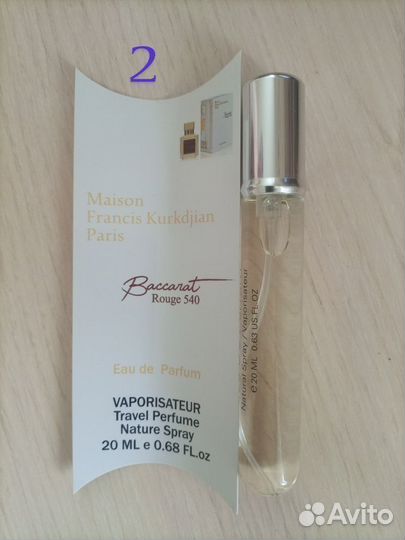 2
Maison
Francis Kurkdjian
Paris
Baccarat
Rouge 540
Eau de Parfum
VAPORISATEUR
Travel Perfume
Nature Spray
20 ML e 0.68 FL.oz
Natural Spray / Vaporisateur
e 20 ML 0.63 US.FL.OZ
Avito